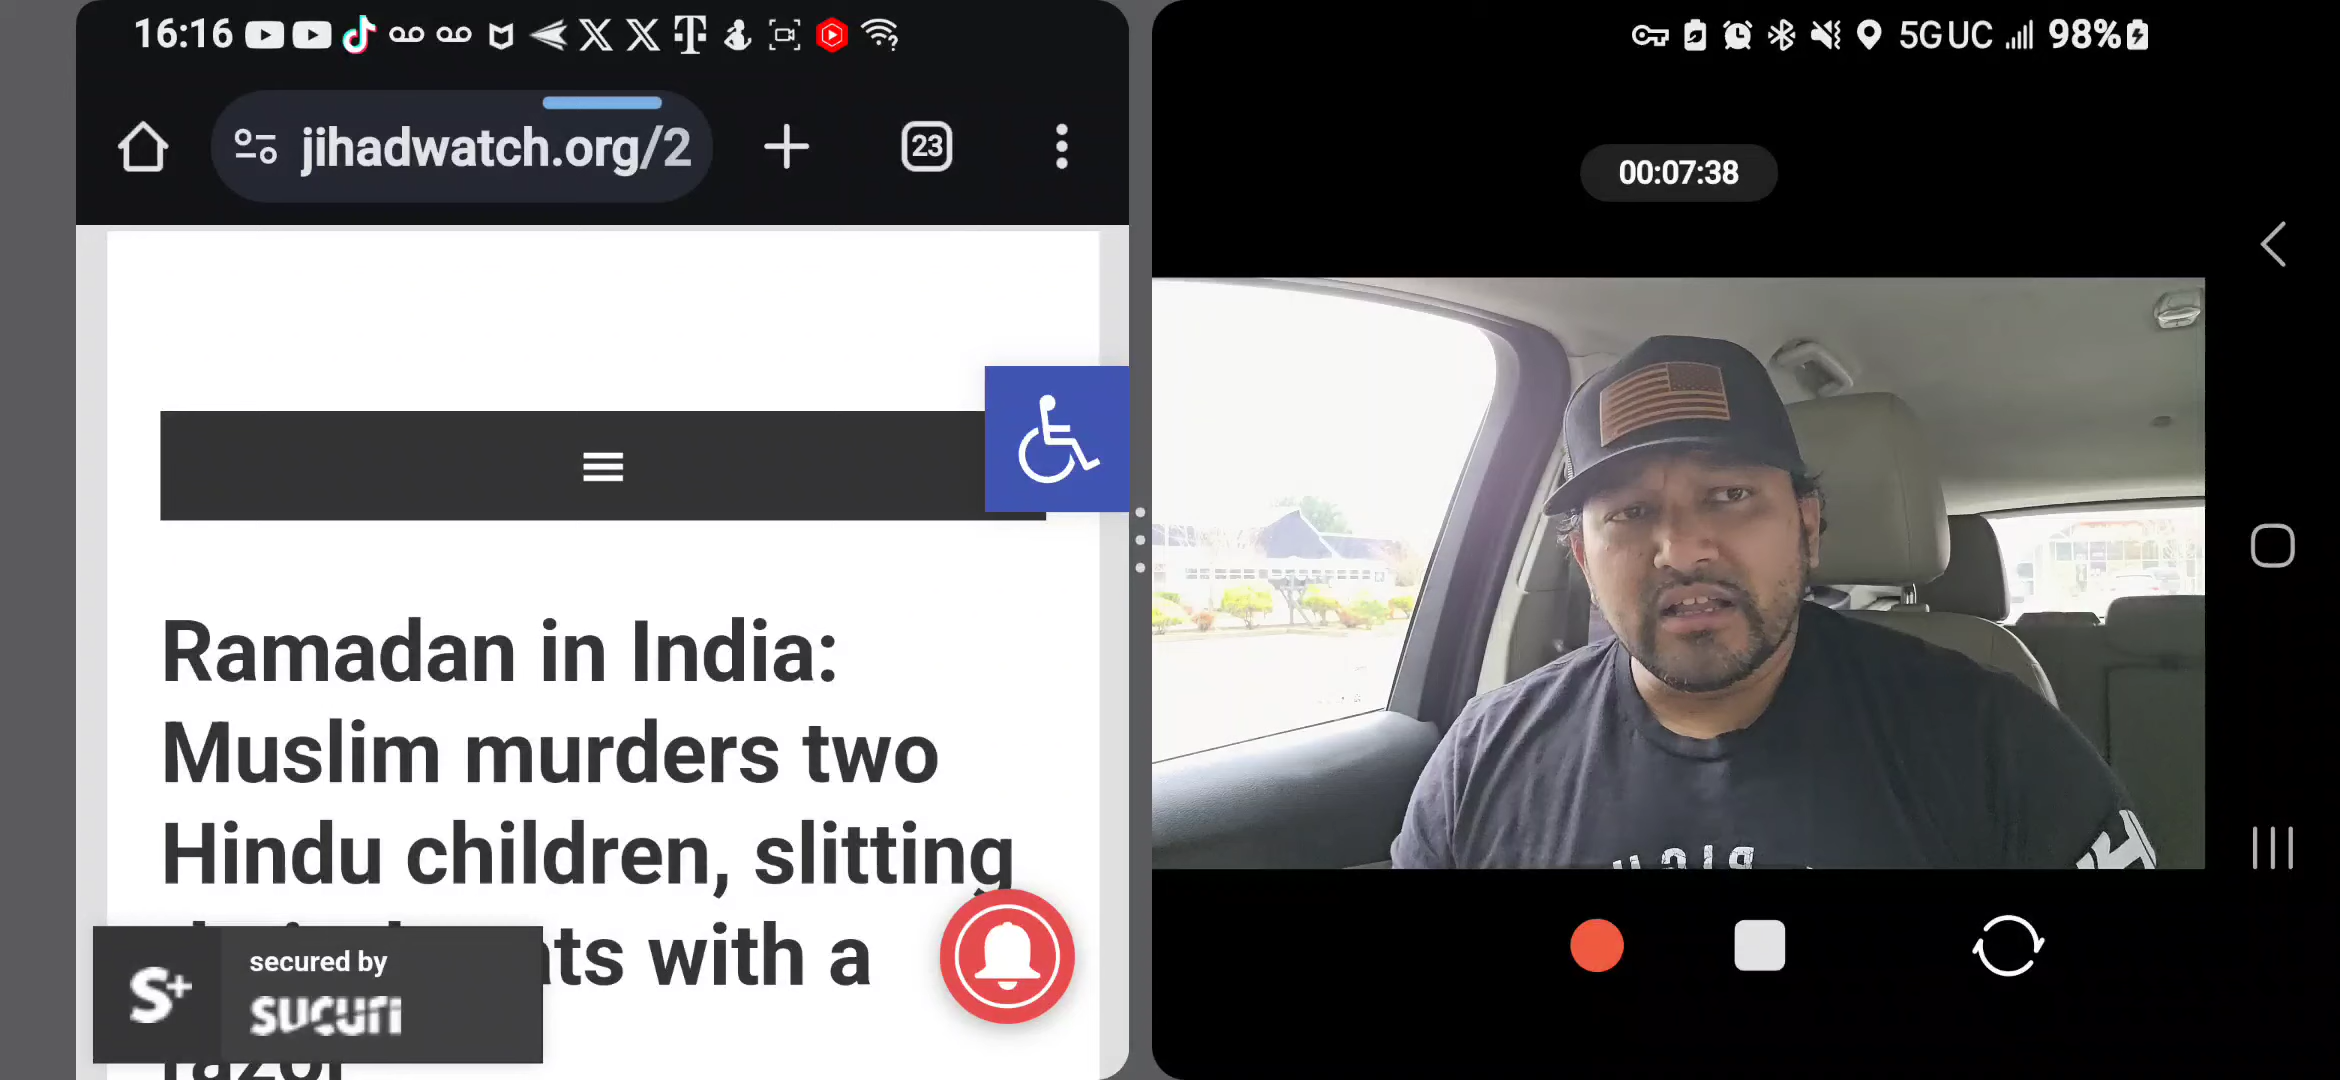 16:16
5G UC 98%
jihadwatch.org/2
23
00:07:38
Ramadan in India:
Muslim murders two
Hindu children, slitting
with a
secured by
sucuri
razor